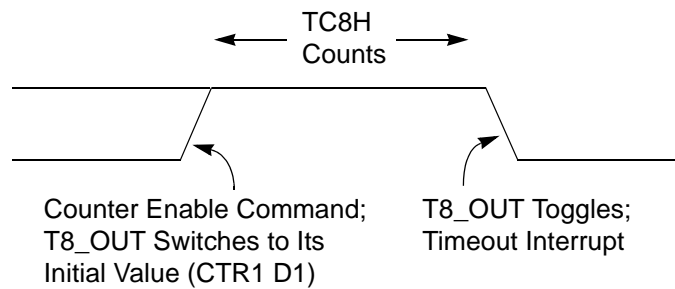 TC8H
Counts
Counter Enable Command;
T8_OUT Switches to Its
Initial Value (CTR1 D1)
T8_OUT Toggles;
Timeout Interrupt